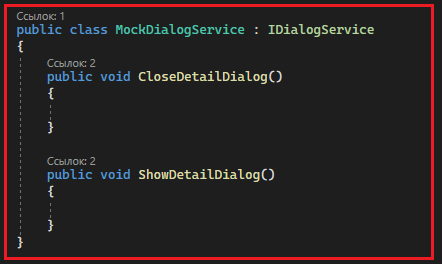 Ссылок: 1
public class MockDialogService : IDialogService
{
Ссылок: 2
public void CloseDetailDialog()
{
}
Ссылок: 2
public void ShowDetailDialog()
{
}
}